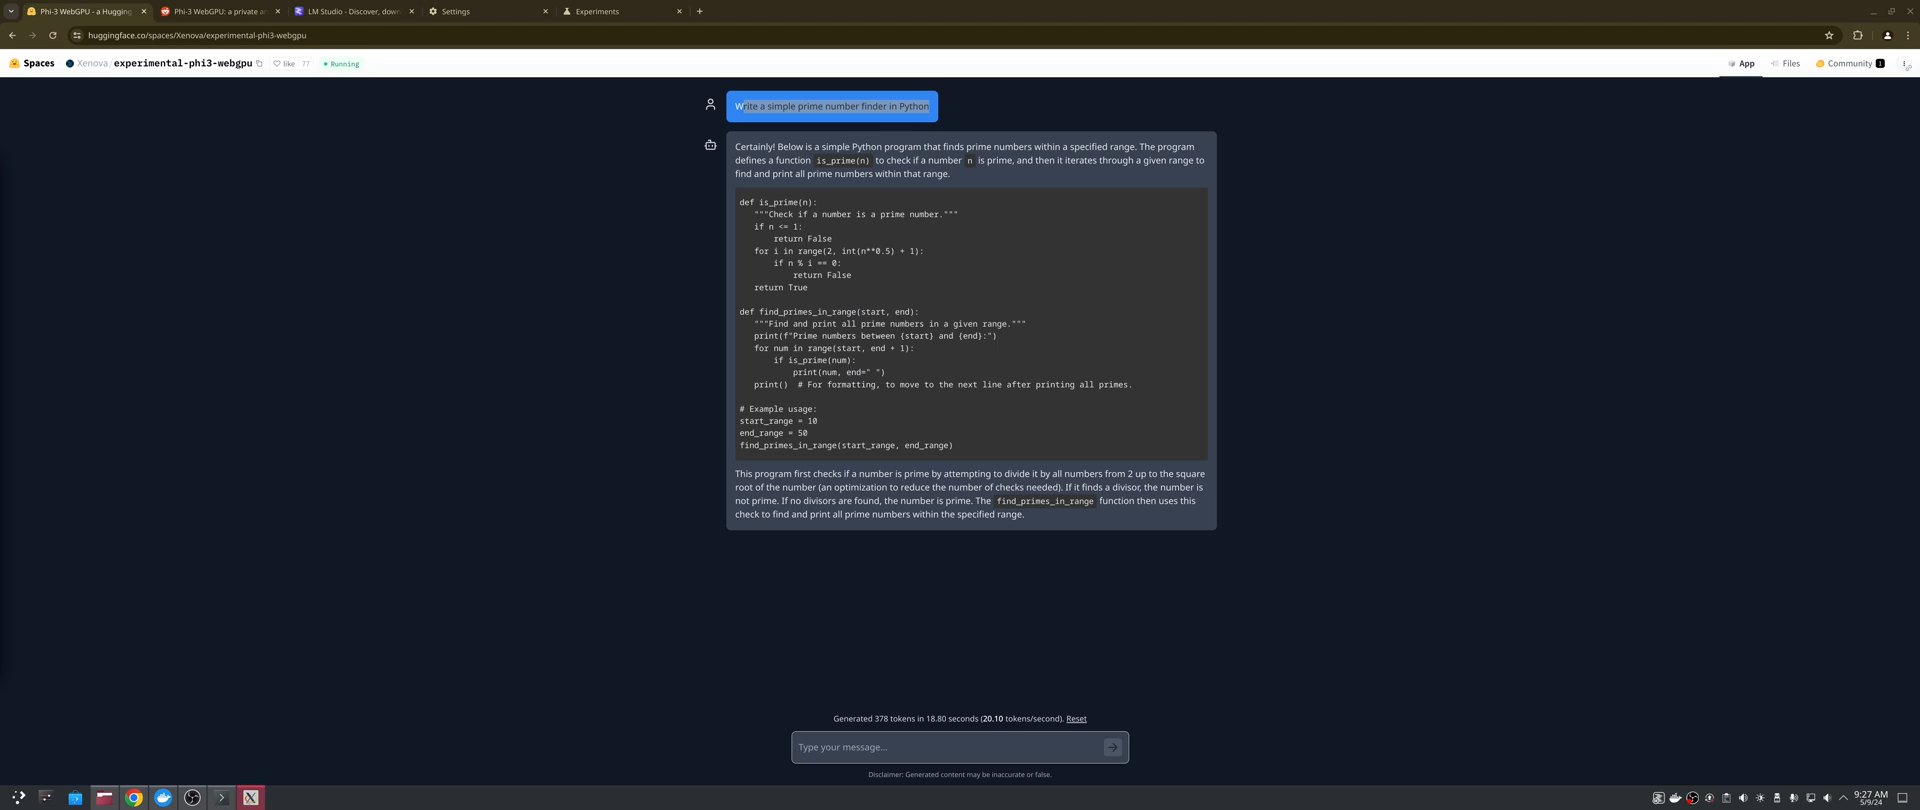 Phi-3 WebGPU - a Hugging
Phi-3 WebGPU: a private a
LM Studio - Discover, down
Settings
Experiments
huggingface.co/spaces/Xenova/experimental-phi3-webgpu
Spaces Xenova/experimental-phi3-webgpu like 77 Running App Files Community 1
Write a simple prime number finder in Python
Certainly! Below is a simple Python program that finds prime numbers within a specified range. The program
defines a function is_prime(n) to check if a number n is prime, and then it iterates through a given range to
find and print all prime numbers within that range.
def is_prime(n):
"""Check if a number is a prime number."""
if n <= 1:
return False
for i in range(2, int(n**0.5) + 1):
if n % i == 0:
return False
return True
def find_primes_in_range(start, end):
"""Find and print all prime numbers in a given range."""
print(f"Prime numbers between {start} and {end}:")
for num in range(start, end + 1):
if is_prime(num):
print(num, end=" ")
print()  # For formatting, to move to the next line after printing all primes.
# Example usage:
start_range = 10
end_range = 50
find_primes_in_range(start_range, end_range)
This program first checks if a number is prime by attempting to divide it by all numbers from 2 up to the square
root of the number (an optimization to reduce the number of checks needed). If it finds a divisor, the number is
not prime. If no divisors are found, the number is prime. The find_primes_in_range function then uses this
check to find and print all prime numbers within the specified range.
Generated 378 tokens in 18.80 seconds (20.10 tokens/second). Reset
Type your message...
Disclaimer: Generated content may be inaccurate or false.
9:27 AM
5/9/24